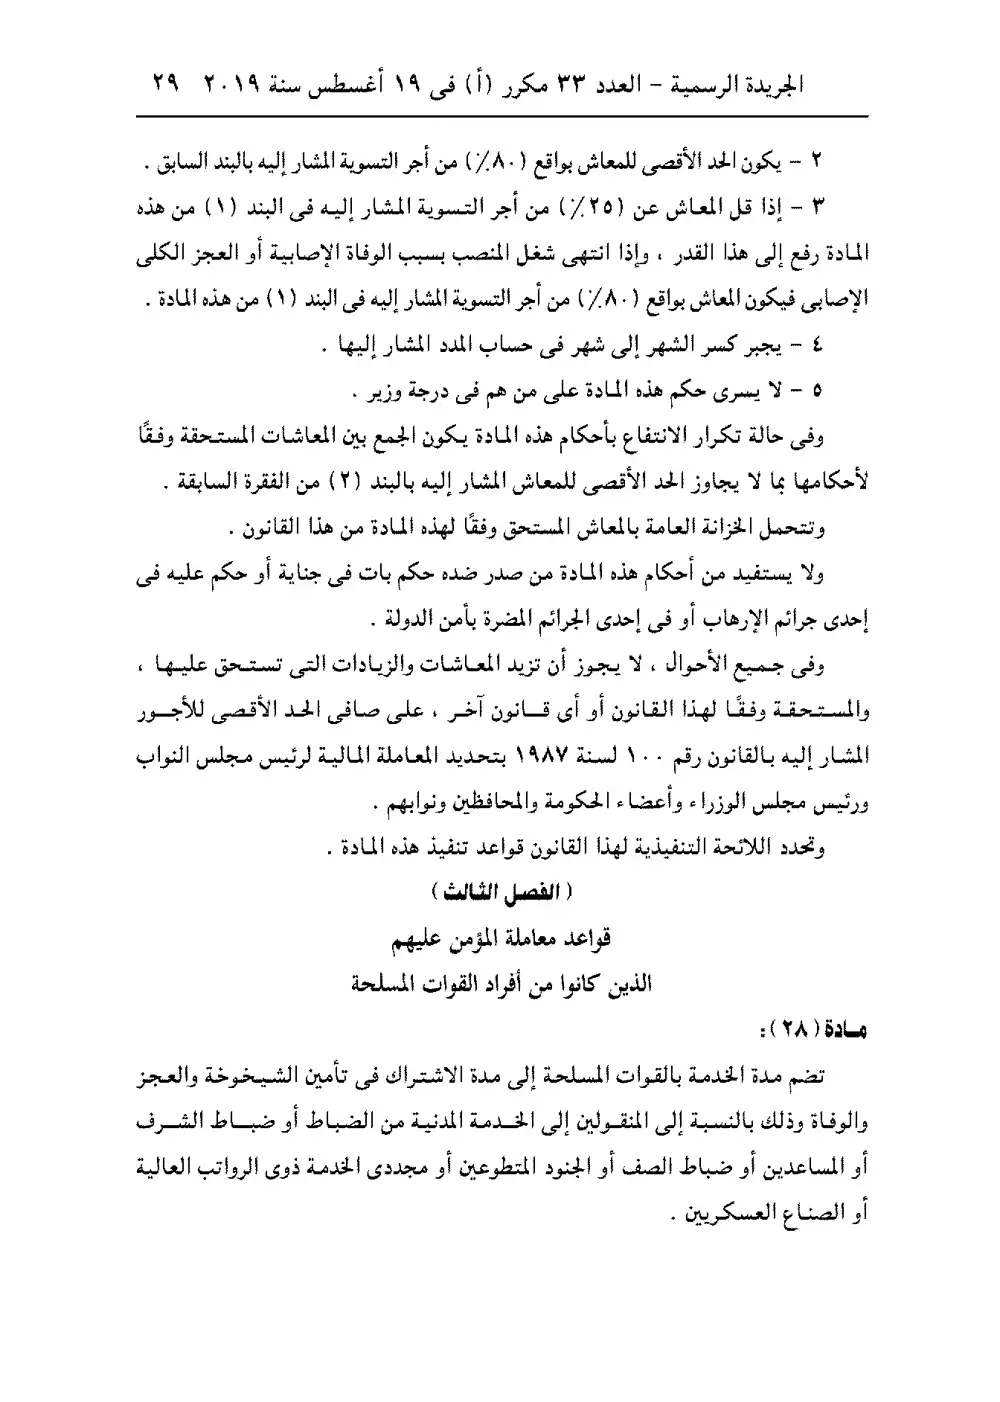 الجريدة الرسمية – العدد ٣٣ مكرر (أ) فى ١٩ أغسطس سنة ٢٠١٩ ٢٩
٢ – يكون الحد الأقصى للمعاش بواقع (٨٠٪) من أجر التسوية المشار إليه بالبند السابق .
٣ – إذا قل المعاش عن (٢٥٪) من أجر التسوية المشار إليه فى البند (١) من هذه
المادة رفع إلى هذا القدر ، وإذا انتهى شغل المنصب بسبب الوفاة الإصابية أو العجز الكلى
الإصابى فيكون المعاش بواقع (٨٠٪) من أجر التسوية المشار إليه فى البند (١) من هذه المادة .
٤ – يجبر كسر الشهر إلى شهر فى حساب المدد المشار إليها .
٥ – لا يسرى حكم هذه المادة على من هم فى درجة وزير .
وفى حالة تكرار الانتفاع بأحكام هذه المادة يكون الجمع بين المعاشات المستحقة وفقًا
لأحكامها بما لا يجاوز الحد الأقصى للمعاش المشار إليه بالبند (٢) من الفقرة السابقة .
وتتحمل الخزانة العامة بالمعاش المستحق وفقًا لهذه المادة من هذا القانون .
ولا يستفيد من أحكام هذه المادة من صدر ضده حكم بات فى جناية أو حكم عليه فى
إحدى جرائم الإرهاب أو فى إحدى الجرائم المضرة بأمن الدولة .
وفى جميع الأحوال ، لا يجوز أن تزيد المعاشات والزيادات التى تستحق عليها ،
والمستحقة وفقًا لهذا القانون أو أى قانون آخر ، على صافى الحد الأقصى للأجور
المشار إليه بالقانون رقم ١٠٠ لسنة ١٩٨٧ بتحديد المعاملة المالية لرئيس مجلس النواب
ورئيس مجلس الوزراء وأعضاء الحكومة والمحافظين ونوابهم .
وتحدد اللائحة التنفيذية لهذا القانون قواعد تنفيذ هذه المادة .
(الفصل الثالث)
قواعد معاملة المؤمن عليهم
الذين كانوا من أفراد القوات المسلحة
مادة (٢٨):
تضم مدة الخدمة بالقوات المسلحة إلى مدة الاشتراك فى تأمين الشيخوخة والعجز
والوفاة وذلك بالنسبة إلى المنقولين إلى الخدمة المدنية من الضباط أو ضباط الشرف
أو المساعدين أو ضباط الصف أو الجنود المتطوعين أو مجددى الخدمة ذوى الرواتب العالية
أو الصناع العسكريين .